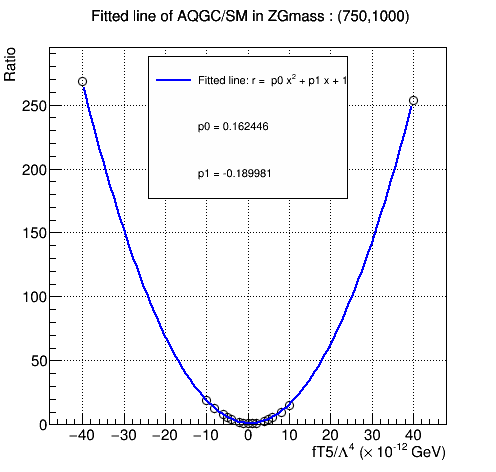 Fitted line of AQGC/SM in ZGmass : (750,1000)
Ratio
Fitted line: r = p0 x² + p1 x + 1
p0 = 0.162446
p1 = -0.189981
250
200
150
100
50
0
−40 −30 −20 −10 0 10 20 30 40
fT5/Λ⁴ (× 10⁻¹² GeV)